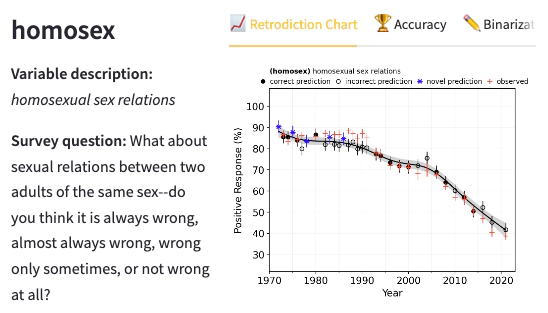 homosex
Variable description:
homosexual sex relations
Survey question: What about
sexual relations between two
adults of the same sex--do
you think it is always wrong,
almost always wrong, wrong
only sometimes, or not wrong
at all?
Retrodiction Chart Accuracy Binarizat
(homosex) homosexual sex relations
correct prediction incorrect prediction novel prediction observed
Positive Response (%)
100
90
80
70
60
50
40
30
1970 1980 1990 2000 2010 2020
Year